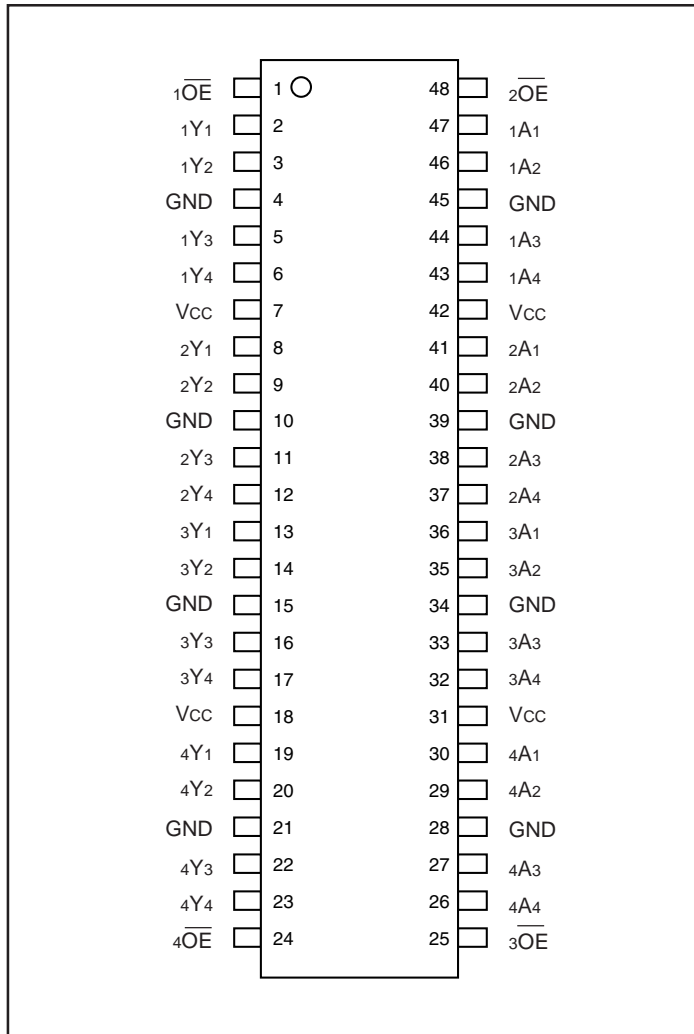 1OE 1 48 2OE
1Y1 2 47 1A1
1Y2 3 46 1A2
GND 4 45 GND
1Y3 5 44 1A3
1Y4 6 43 1A4
VCC 7 42 VCC
2Y1 8 41 2A1
2Y2 9 40 2A2
GND 10 39 GND
2Y3 11 38 2A3
2Y4 12 37 2A4
3Y1 13 36 3A1
3Y2 14 35 3A2
GND 15 34 GND
3Y3 16 33 3A3
3Y4 17 32 3A4
VCC 18 31 VCC
4Y1 19 30 4A1
4Y2 20 29 4A2
GND 21 28 GND
4Y3 22 27 4A3
4Y4 23 26 4A4
4OE 24 25 3OE